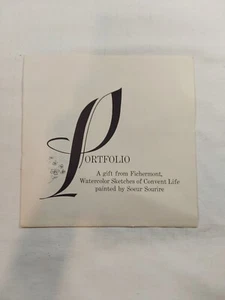 PORTFOLIO
A gift from Fichermont,
Watercolor Sketches of Convent Life
painted by Soeur Sourire